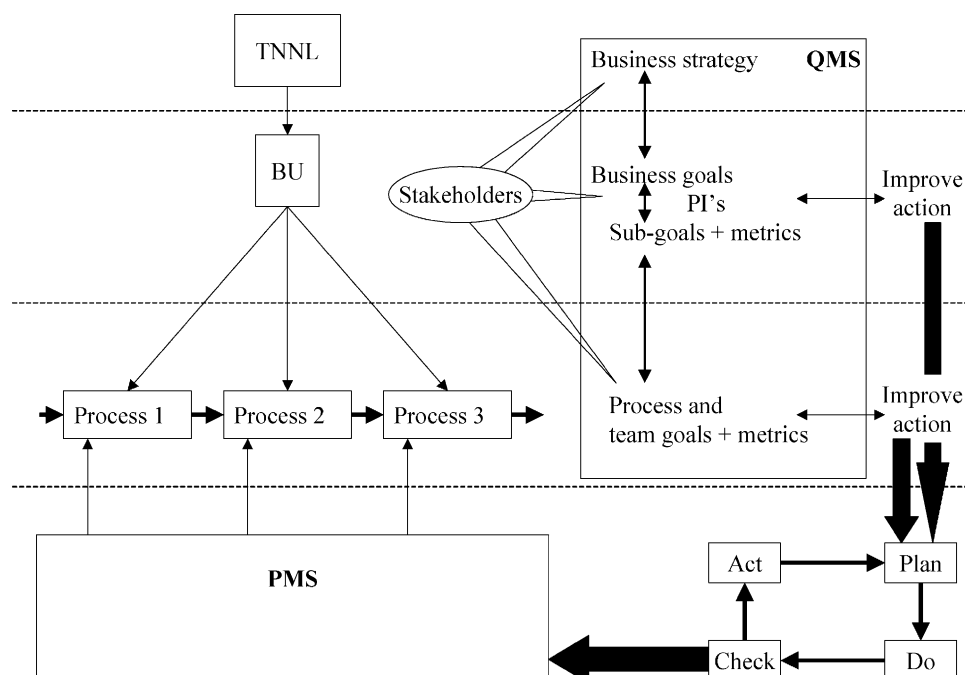 TNNL
Business strategy
QMS
BU
Stakeholders
Business goals
PI's
Sub-goals + metrics
Improve
action
Process 1
Process 2
Process 3
Process and
team goals + metrics
Improve
action
PMS
Act
Plan
Check
Do